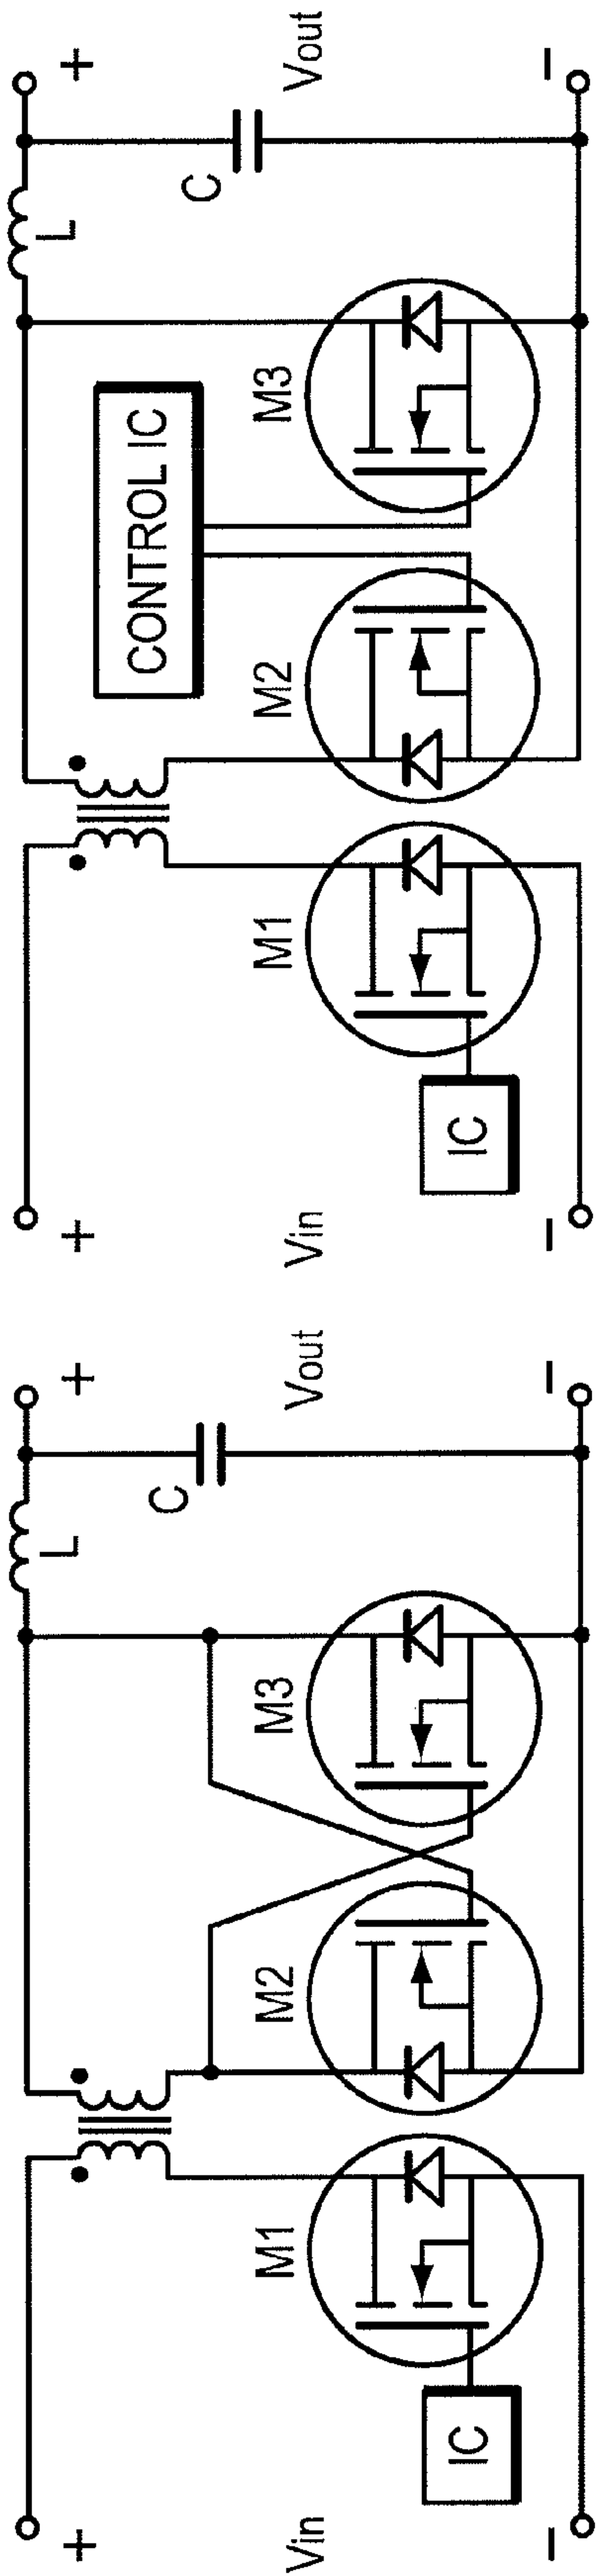 +
Vin
−
IC
M1
M2
M3
L
C
+
Vout
−
+
Vin
−
IC
M1
M2
CONTROL IC
M3
L
C
+
Vout
−